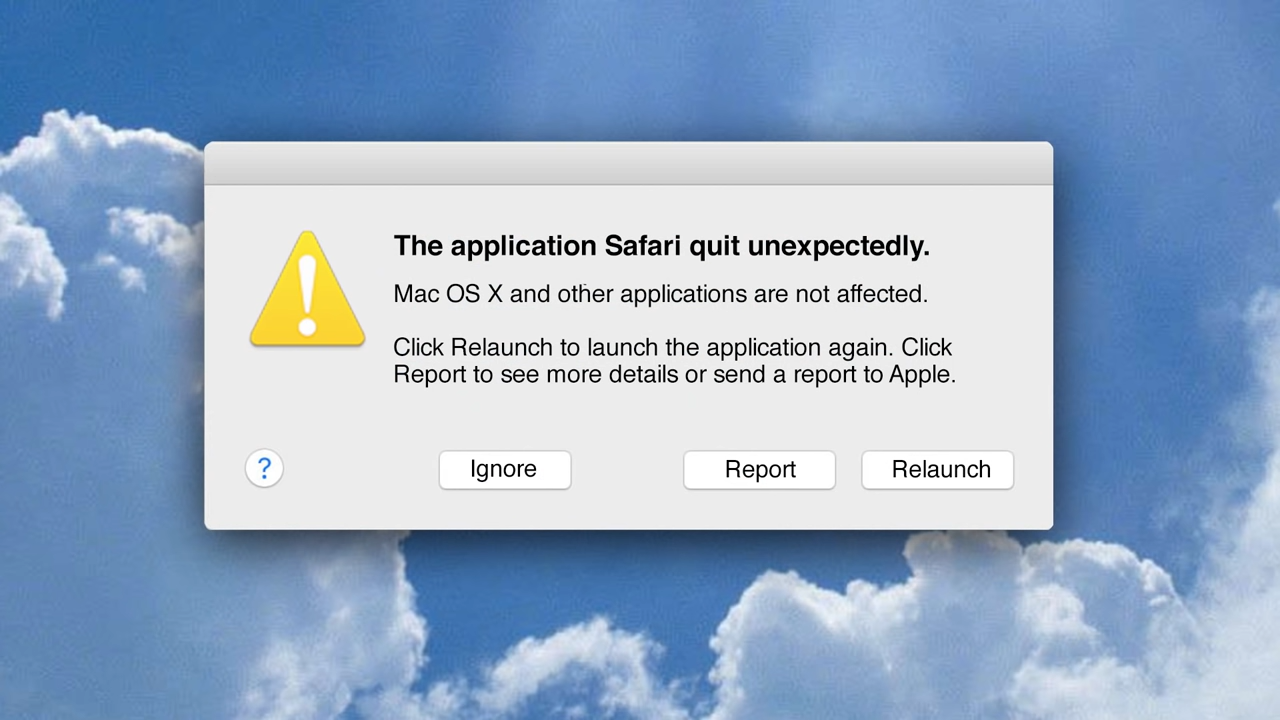 The application Safari quit unexpectedly.
Mac OS X and other applications are not affected.
Click Relaunch to launch the application again. Click
Report to see more details or send a report to Apple.
?
Ignore
Report
Relaunch